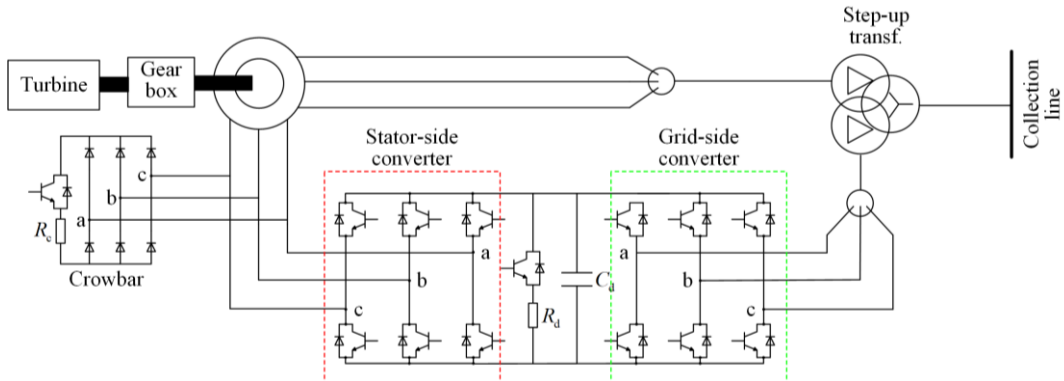 Step-up
transf.
Turbine
Gear
box
Collection
line
Stator-side
converter
Grid-side
converter
c
b
a
Rc
Crowbar
a
b
c
Rd
Cd
a
b
c